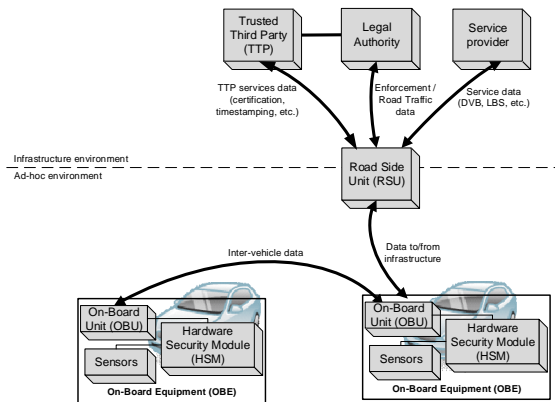 Trusted
Third Party
(TTP)
Legal
Authority
Service
provider
TTP services data
(certification,
timestamping, etc.)
Enforcement /
Road Traffic
data
Service data
(DVB, LBS, etc.)
Infrastructure environment
Ad-hoc environment
Road Side
Unit (RSU)
Inter-vehicle data
Data to/from
infrastructure
On-Board
Unit (OBU)
Hardware
Security Module
(HSM)
Sensors
On-Board Equipment (OBE)
On-Board
Unit (OBU)
Hardware
Security Module
(HSM)
Sensors
On-Board Equipment (OBE)